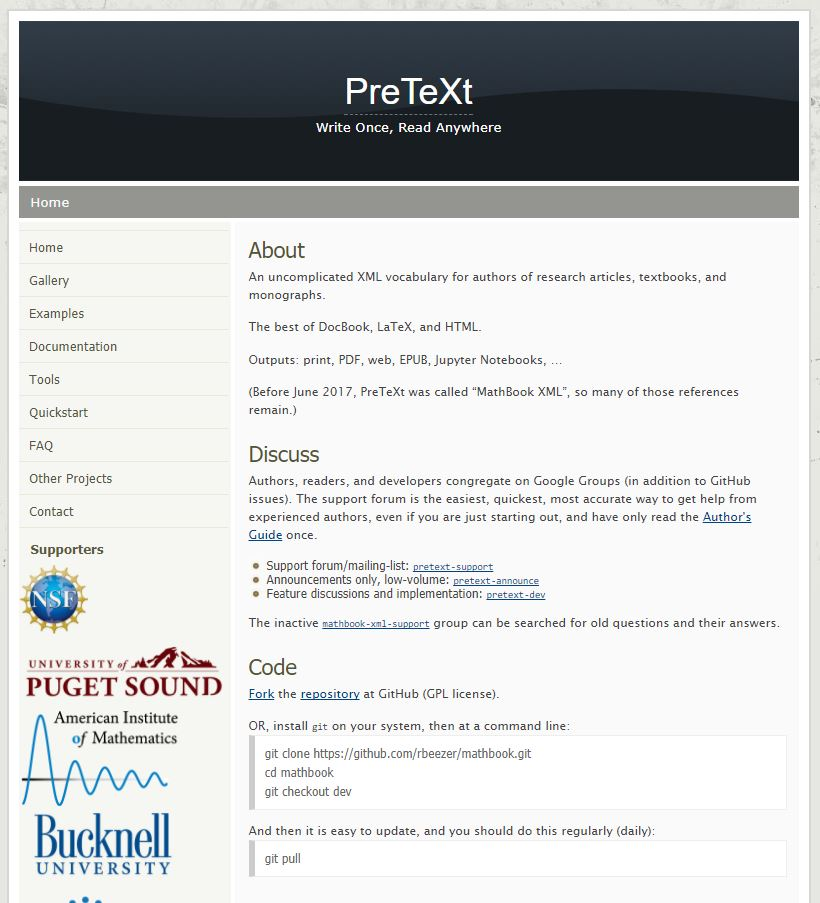 PreTeXt
Write Once, Read Anywhere
Home
Home
Gallery
Examples
Documentation
Tools
Quickstart
FAQ
Other Projects
Contact
Supporters
NSF
UNIVERSITY of
PUGET SOUND
American Institute
of Mathematics
Bucknell
UNIVERSITY
About
An uncomplicated XML vocabulary for authors of research articles, textbooks, and
monographs.
The best of DocBook, LaTeX, and HTML.
Outputs: print, PDF, web, EPUB, Jupyter Notebooks, …
(Before June 2017, PreTeXt was called “MathBook XML”, so many of those references
remain.)
Discuss
Authors, readers, and developers congregate on Google Groups (in addition to GitHub
issues). The support forum is the easiest, quickest, most accurate way to get help from
experienced authors, even if you are just starting out, and have only read the Author's
Guide once.
Support forum/mailing-list: pretext-support
Announcements only, low-volume: pretext-announce
Feature discussions and implementation: pretext-dev
The inactive mathbook-xml-support group can be searched for old questions and their answers.
Code
Fork the repository at GitHub (GPL license).
OR, install git on your system, then at a command line:
git clone https://github.com/rbeezer/mathbook.git
cd mathbook
git checkout dev
And then it is easy to update, and you should do this regularly (daily):
git pull